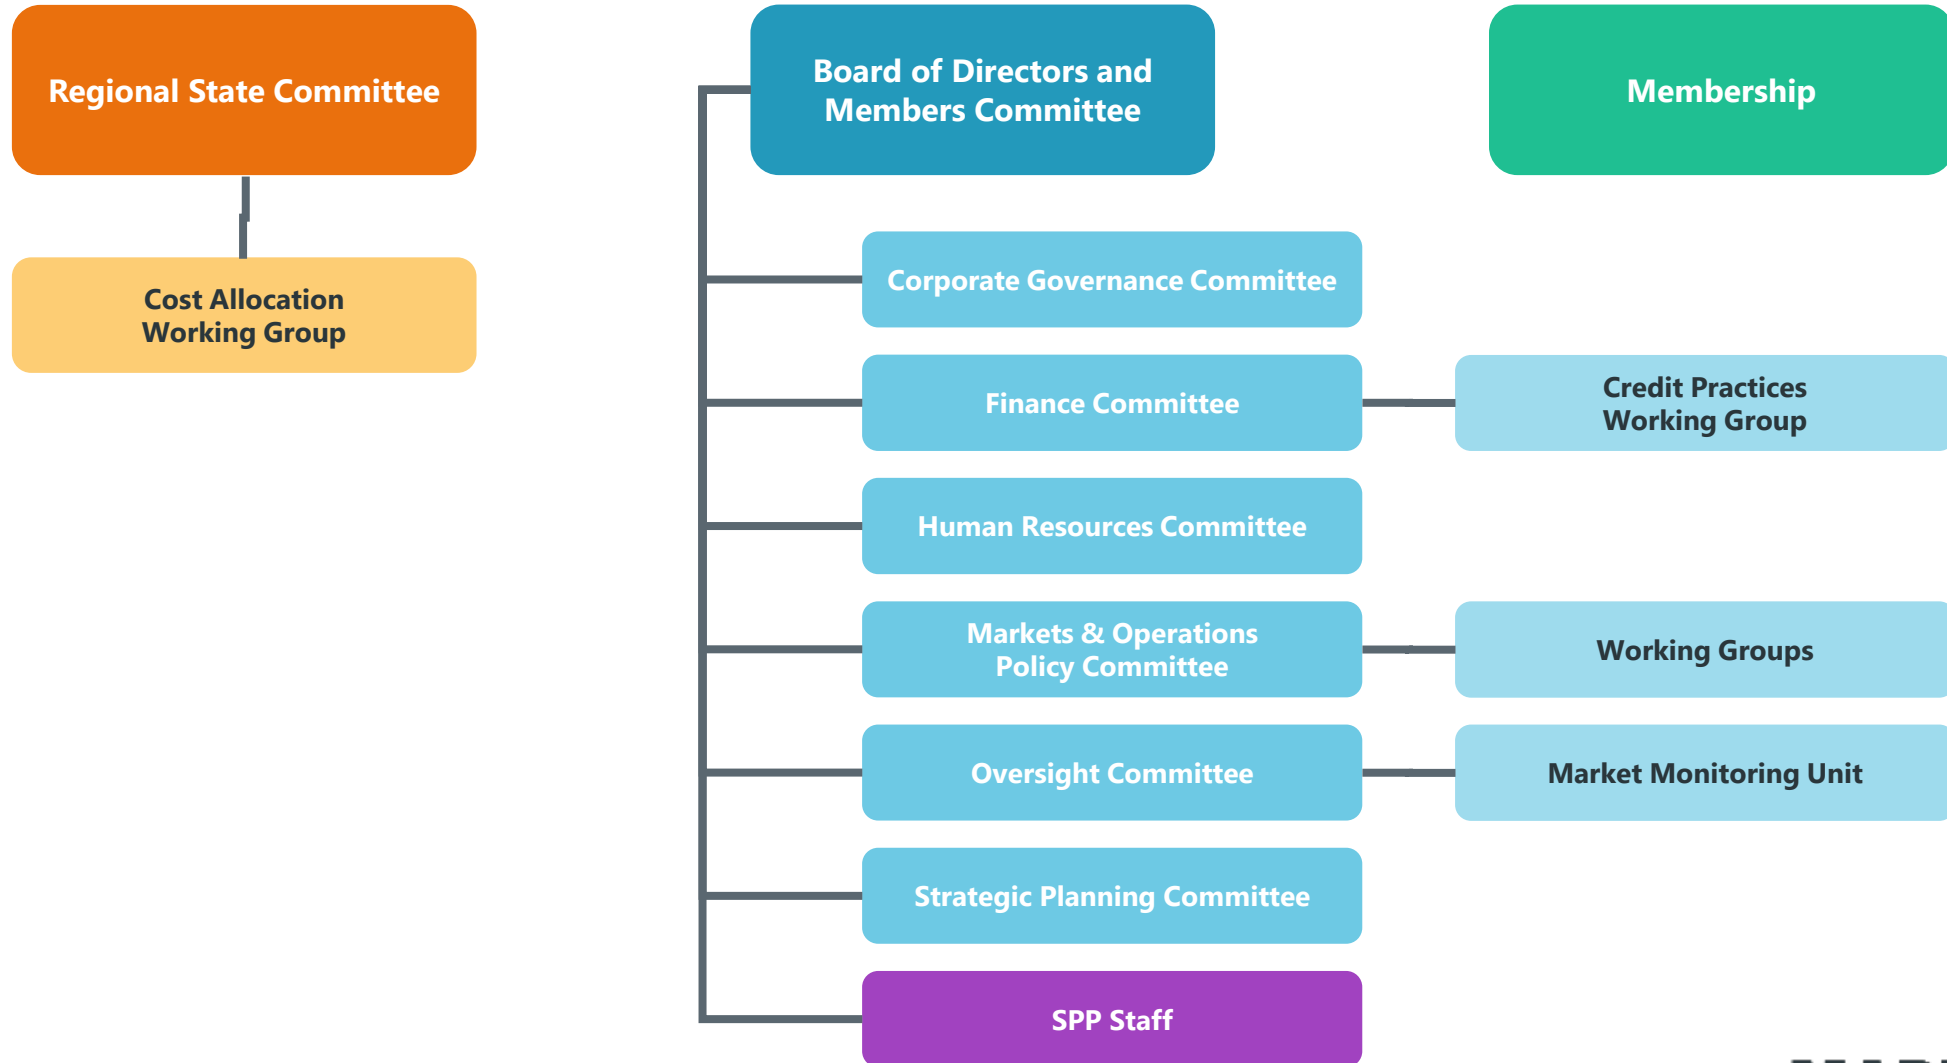 Regional State Committee
Board of Directors and
Members Committee
Membership
Cost Allocation
Working Group
Corporate Governance Committee
Finance Committee
Credit Practices
Working Group
Human Resources Committee
Markets & Operations
Policy Committee
Working Groups
Oversight Committee
Market Monitoring Unit
Strategic Planning Committee
SPP Staff